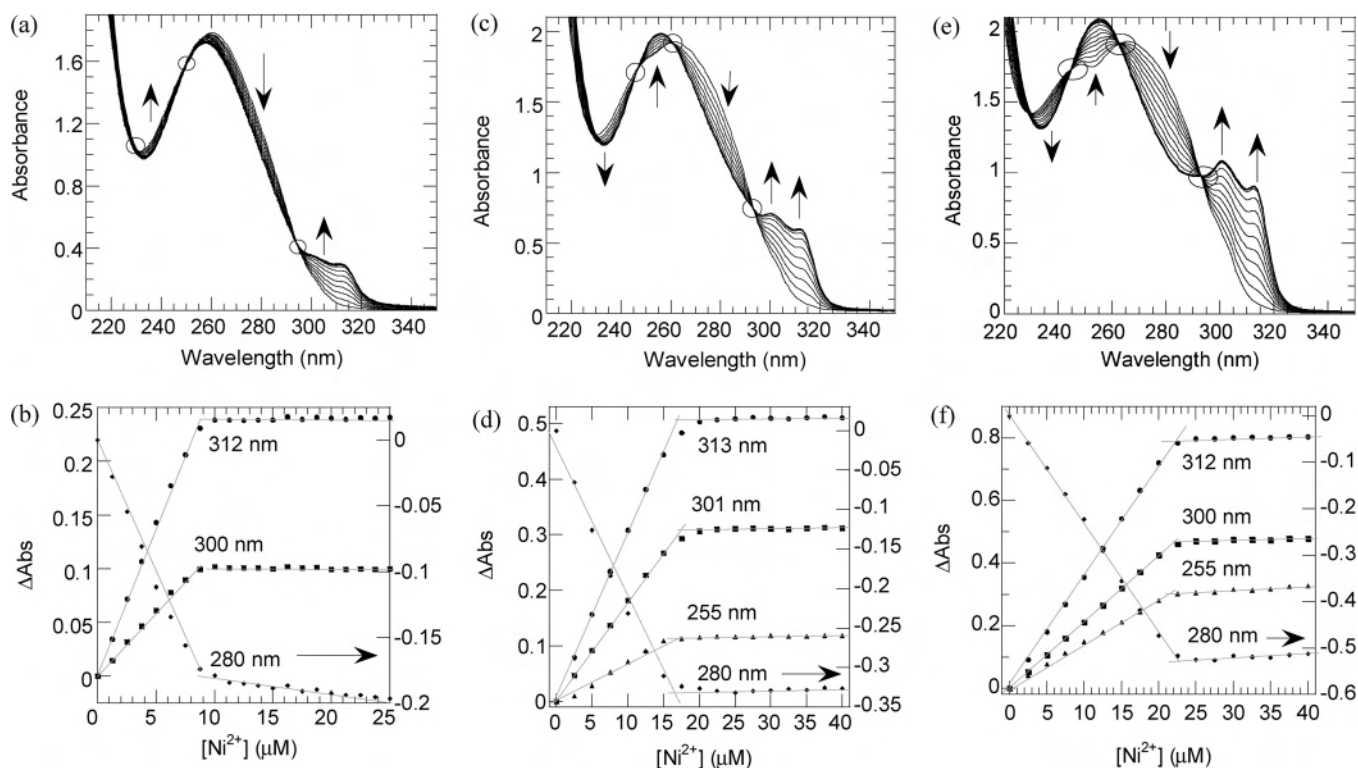 (a)
1.6
1.2
0.8
0.4
0
Absorbance
220 240 260 280 300 320 340
Wavelength (nm)
(c)
2
1.5
1
0.5
0
Absorbance
220 240 260 280 300 320 340
Wavelength (nm)
(e)
2
1.5
1
0.5
0
Absorbance
220 240 260 280 300 320 340
Wavelength (nm)
(b)
0.25
0.2
0.15
0.1
0.05
0
ΔAbs
312 nm
300 nm
280 nm
0
-0.05
-0.1
-0.15
-0.2
0 5 10 15 20 25
[Ni²⁺] (μM)
(d)
0.5
0.4
0.3
0.2
0.1
0
ΔAbs
313 nm
301 nm
255 nm
280 nm
0
-0.05
-0.1
-0.15
-0.2
-0.25
-0.3
-0.35
0 5 10 15 20 25 30 35 40
[Ni²⁺] (μM)
(f)
0.8
0.6
0.4
0.2
0
ΔAbs
312 nm
300 nm
255 nm
280 nm
0
-0.1
-0.2
-0.3
-0.4
-0.5
-0.6
0 5 10 15 20 25 30 35 40
[Ni²⁺] (μM)